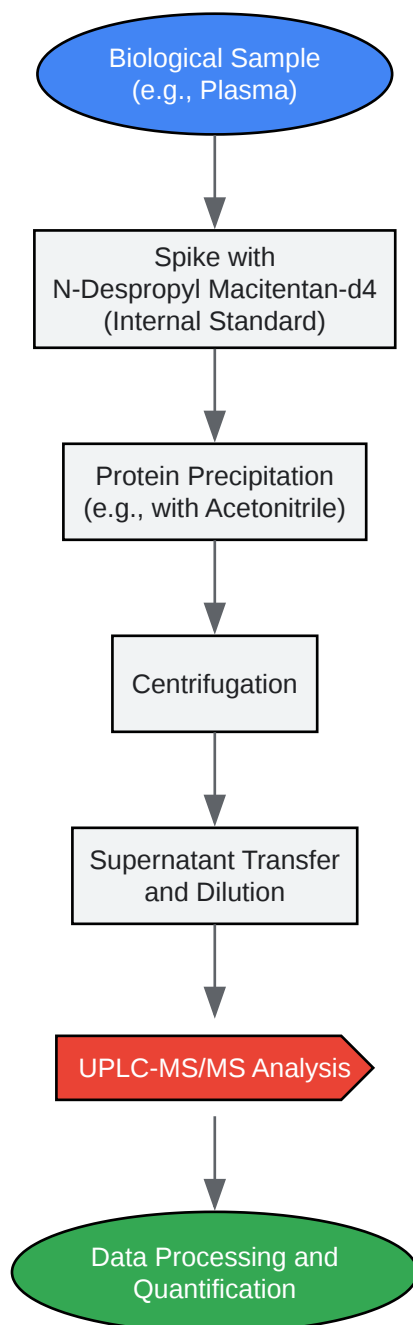 Biological Sample
(e.g., Plasma)
Spike with
N-Despropyl Macitentan-d4
(Internal Standard)
Protein Precipitation
(e.g., with Acetonitrile)
Centrifugation
Supernatant Transfer
and Dilution
UPLC-MS/MS Analysis
Data Processing and
Quantification